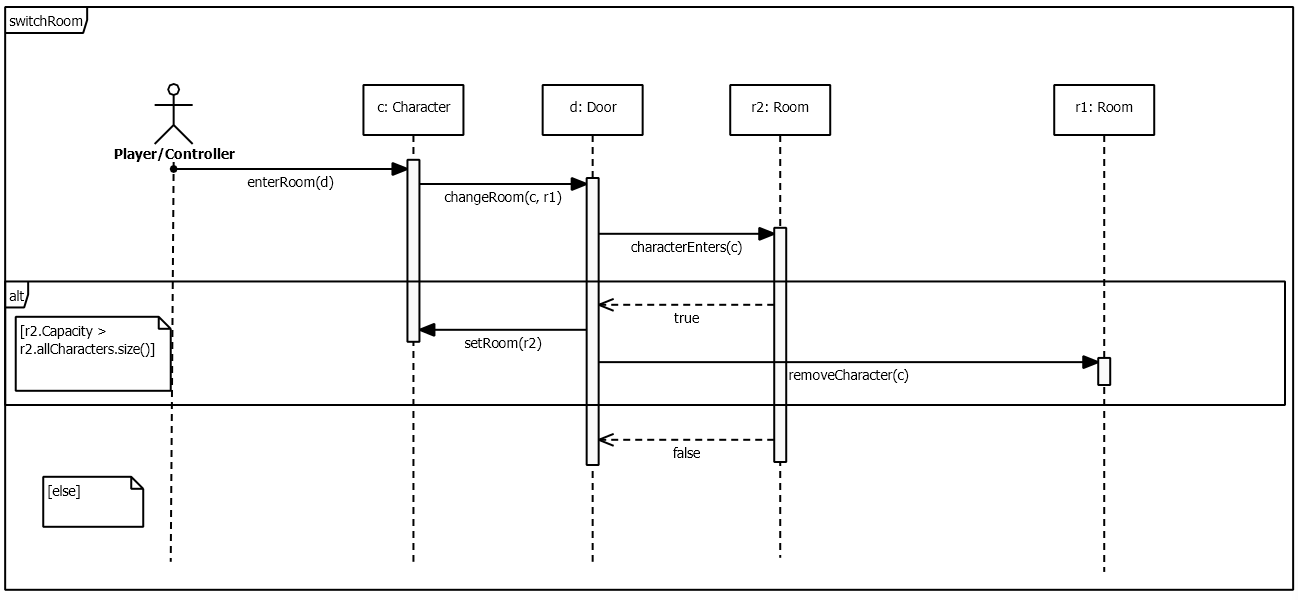 switchRoom
Player/Controller
c: Character
d: Door
r2: Room
r1: Room
enterRoom(d)
changeRoom(c, r1)
characterEnters(c)
alt
[r2.Capacity >
r2.allCharacters.size()]
true
setRoom(r2)
removeCharacter(c)
false
[else]